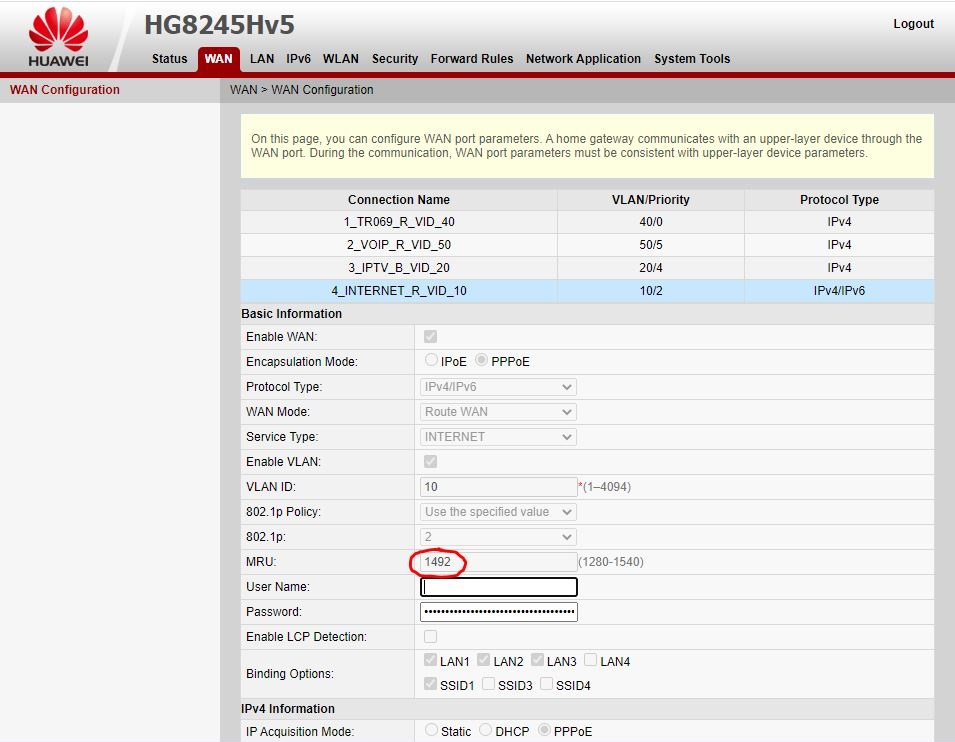 HG8245Hv5
Logout
HUAWEI
Status WAN LAN IPv6 WLAN Security Forward Rules Network Application System Tools
WAN Configuration
WAN > WAN Configuration
On this page, you can configure WAN port parameters. A home gateway communicates with an upper-layer device through the
WAN port. During the communication, WAN port parameters must be consistent with upper-layer device parameters.
Connection Name VLAN/Priority Protocol Type
1_TR069_R_VID_40 40/0 IPv4
2_VOIP_R_VID_50 50/5 IPv4
3_IPTV_B_VID_20 20/4 IPv4
4_INTERNET_R_VID_10 10/2 IPv4/IPv6
Basic Information
Enable WAN:
Encapsulation Mode: IPoE PPPoE
Protocol Type: IPv4/IPv6
WAN Mode: Route WAN
Service Type: INTERNET
Enable VLAN:
VLAN ID: 10 *(1–4094)
802.1p Policy: Use the specified value
802.1p: 2
MRU: 1492 (1280-1540)
User Name:
Password:
Enable LCP Detection:
Binding Options: LAN1 LAN2 LAN3 LAN4
SSID1 SSID3 SSID4
IPv4 Information
IP Acquisition Mode: Static DHCP PPPoE